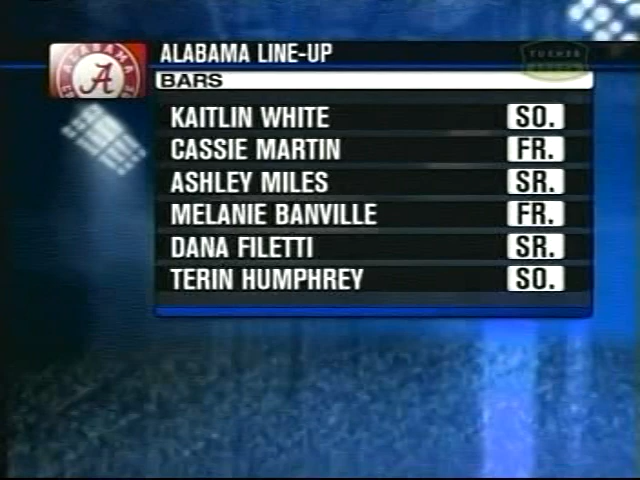 ALABAMA
A
ALABAMA LINE-UP
BARS
KAITLIN WHITE SO.
CASSIE MARTIN FR.
ASHLEY MILES SR.
MELANIE BANVILLE FR.
DANA FILETTI SR.
TERIN HUMPHREY SO.